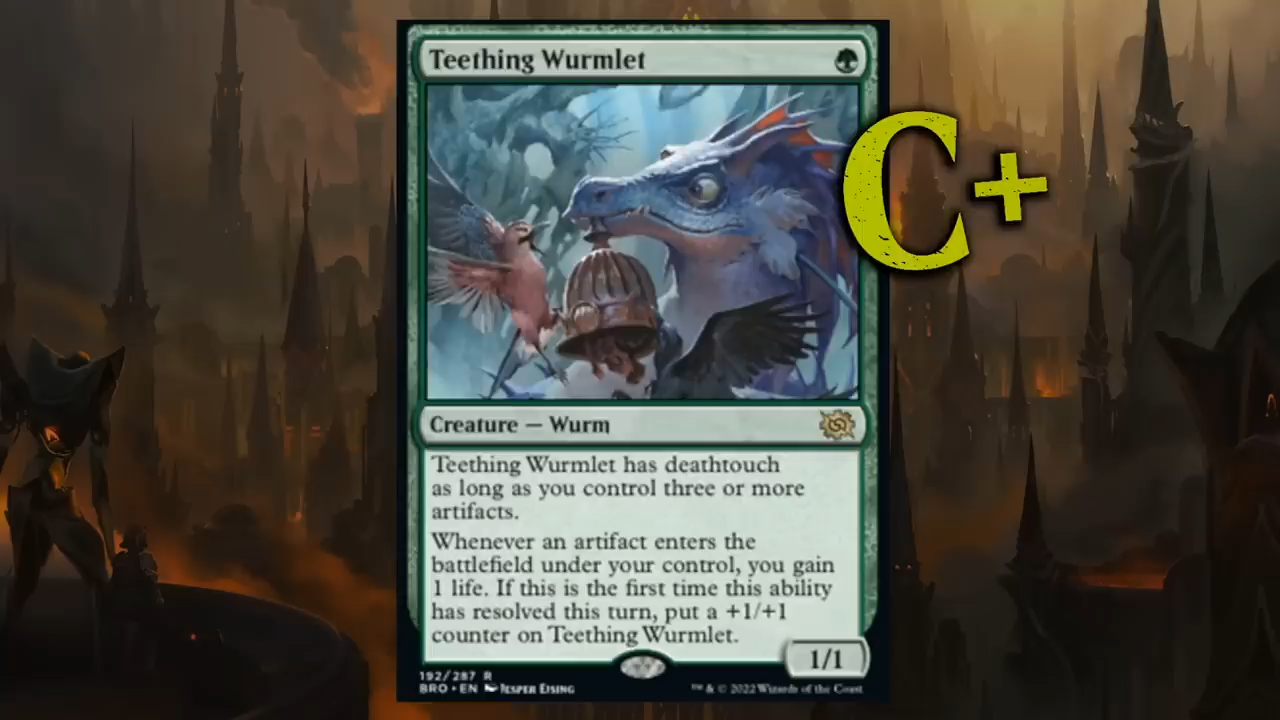 Teething Wurmlet
C+
Creature — Wurm
Teething Wurmlet has deathtouch
as long as you control three or more
artifacts.
Whenever an artifact enters the
battlefield under your control, you gain
1 life. If this is the first time this ability
has resolved this turn, put a +1/+1
counter on Teething Wurmlet.
1/1
192/287 R
BRO • EN JESPER EISING
™ & © 2022 Wizards of the Coast